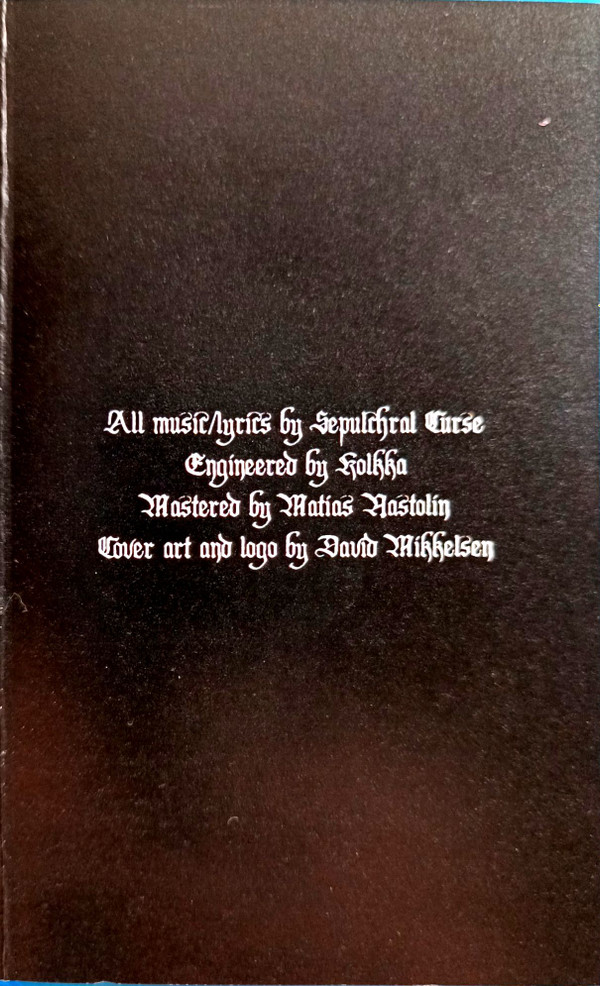 All music/lyrics by Sepulchral Curse
Engineered by Kolkka
Mastered by Matias Nastolin
Cover art and logo by David Mikkelsen